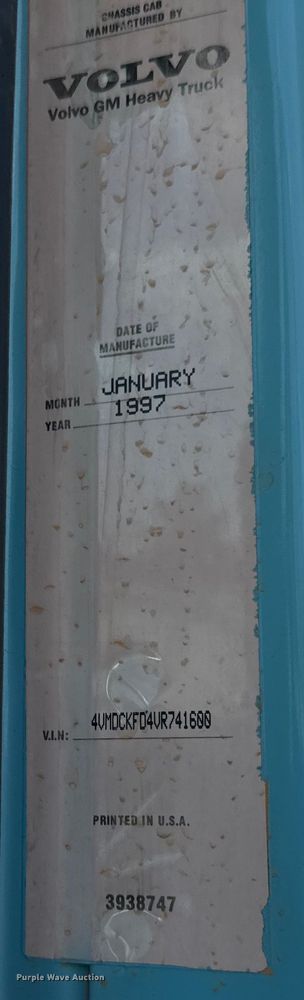 CHASSIS CAB
MANUFACTURED BY
VOLVO
Volvo GM Heavy Truck
DATE OF
MANUFACTURE
MONTH JANUARY
YEAR 1997
V.I.N: 4VMDCKFD4VR741600
PRINTED IN U.S.A.
3938747
Purple Wave Auction